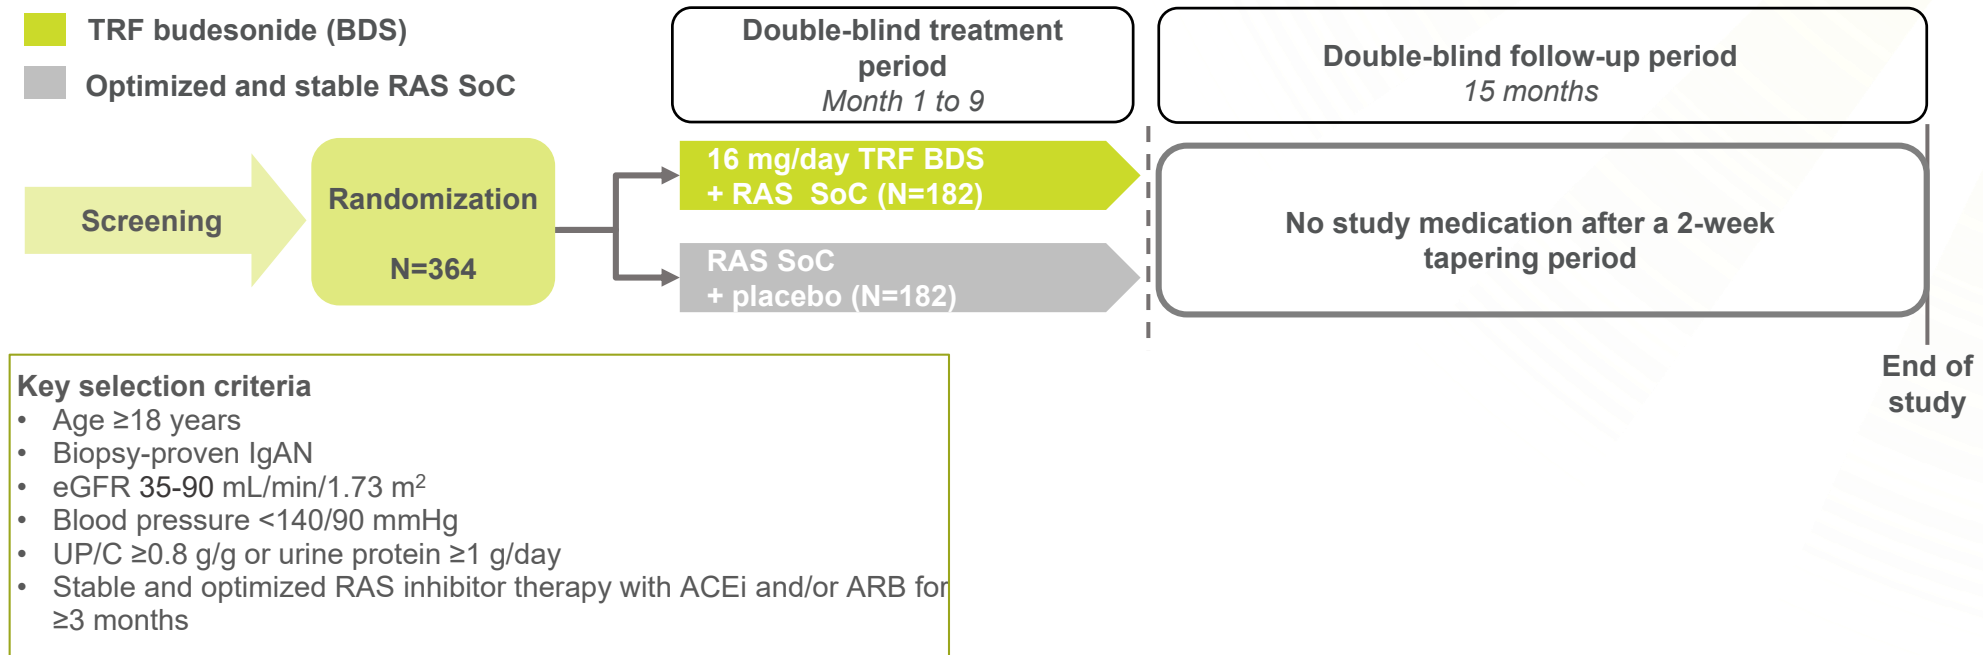 TRF budesonide (BDS)
Optimized and stable RAS SoC
Double-blind treatment
period
Month 1 to 9
Double-blind follow-up period
15 months
Screening
Randomization
N=364
16 mg/day TRF BDS
+ RAS SoC (N=182)
RAS SoC
+ placebo (N=182)
No study medication after a 2-week
tapering period
End of
study
Key selection criteria
• Age ≥18 years
• Biopsy-proven IgAN
• eGFR 35-90 mL/min/1.73 m²
• Blood pressure <140/90 mmHg
• UP/C ≥0.8 g/g or urine protein ≥1 g/day
• Stable and optimized RAS inhibitor therapy with ACEi and/or ARB for
≥3 months